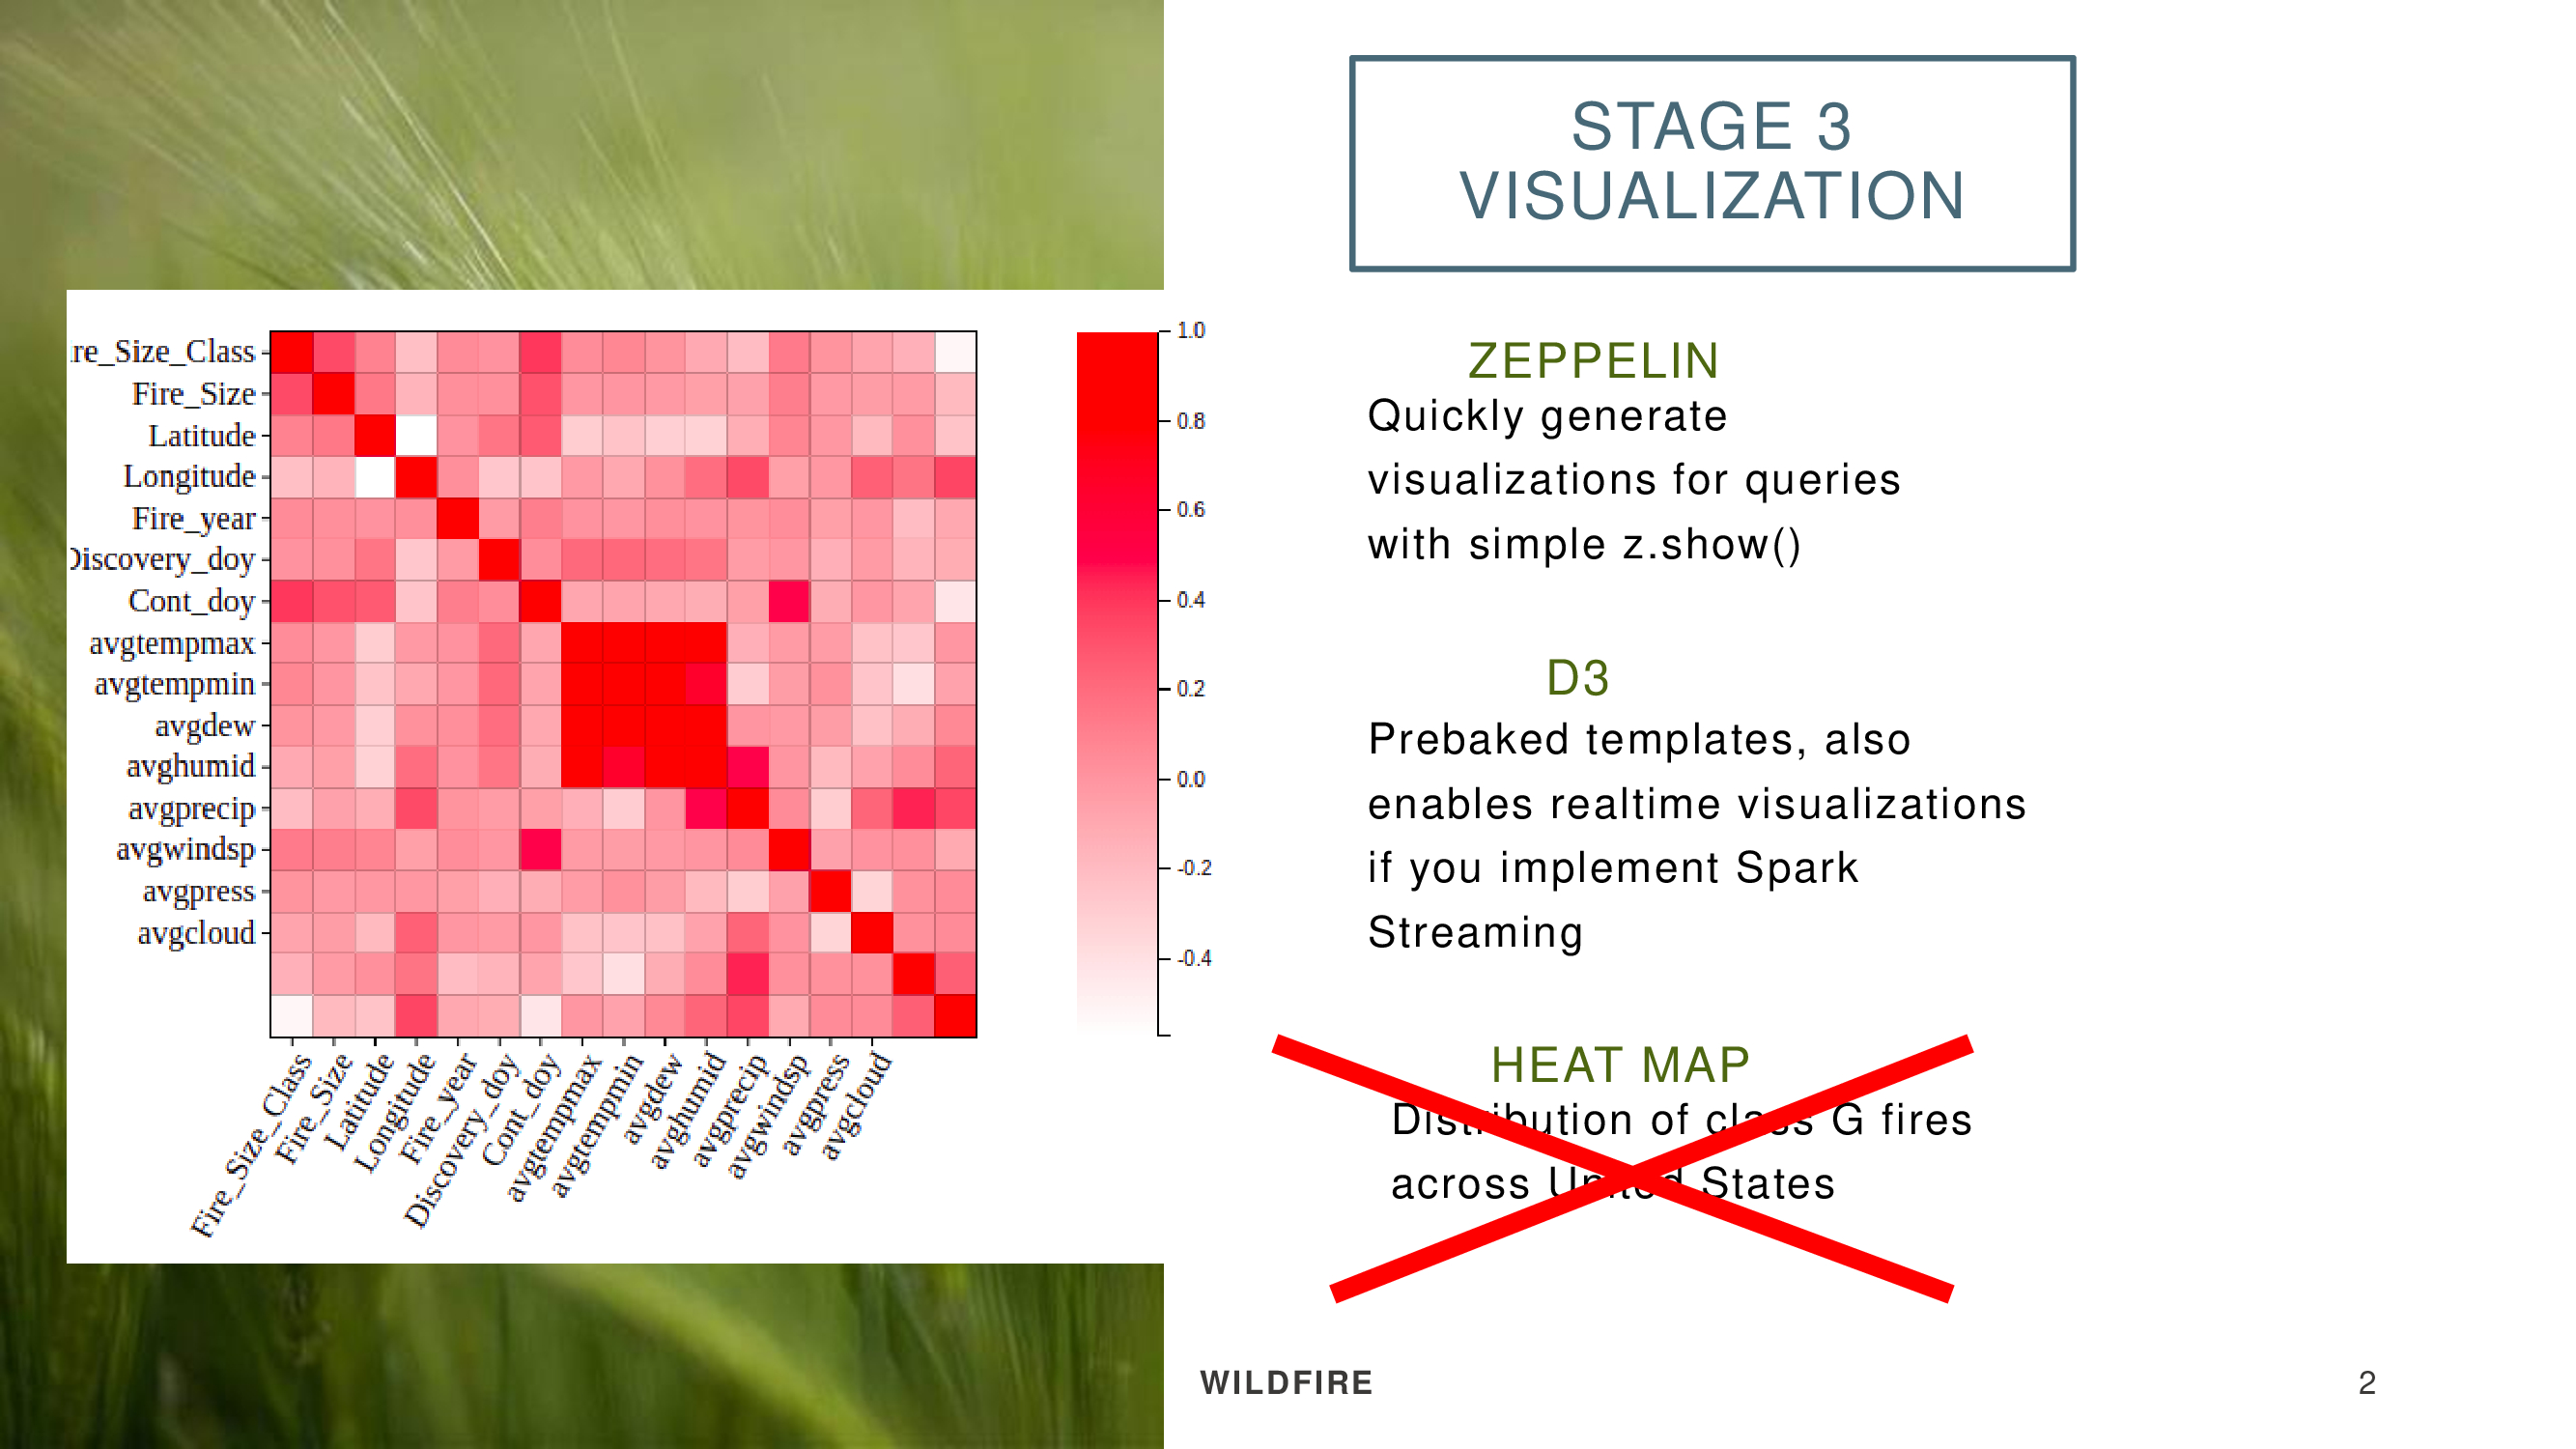 STAGE 3
VISUALIZATION
re_Size_Class
Fire_Size
Latitude
Longitude
Fire_year
Discovery_doy
Cont_doy
avgtempmax
avgtempmin
avgdew
avghumid
avgprecip
avgwindsp
avgpress
avgcloud
Fire_Size_Class
Fire_Size
Latitude
Longitude
Fire_year
Discovery_doy
Cont_doy
avgtempmax
avgtempmin
avgdew
avghumid
avgprecip
avgwindsp
avgpress
avgcloud
1.0
0.8
0.6
0.4
0.2
0.0
-0.2
-0.4
ZEPPELIN
Quickly generate
visualizations for queries
with simple z.show()
D3
Prebaked templates, also
enables realtime visualizations
if you implement Spark
Streaming
HEAT MAP
Distribution of class G fires
across United States
WILDFIRE
2